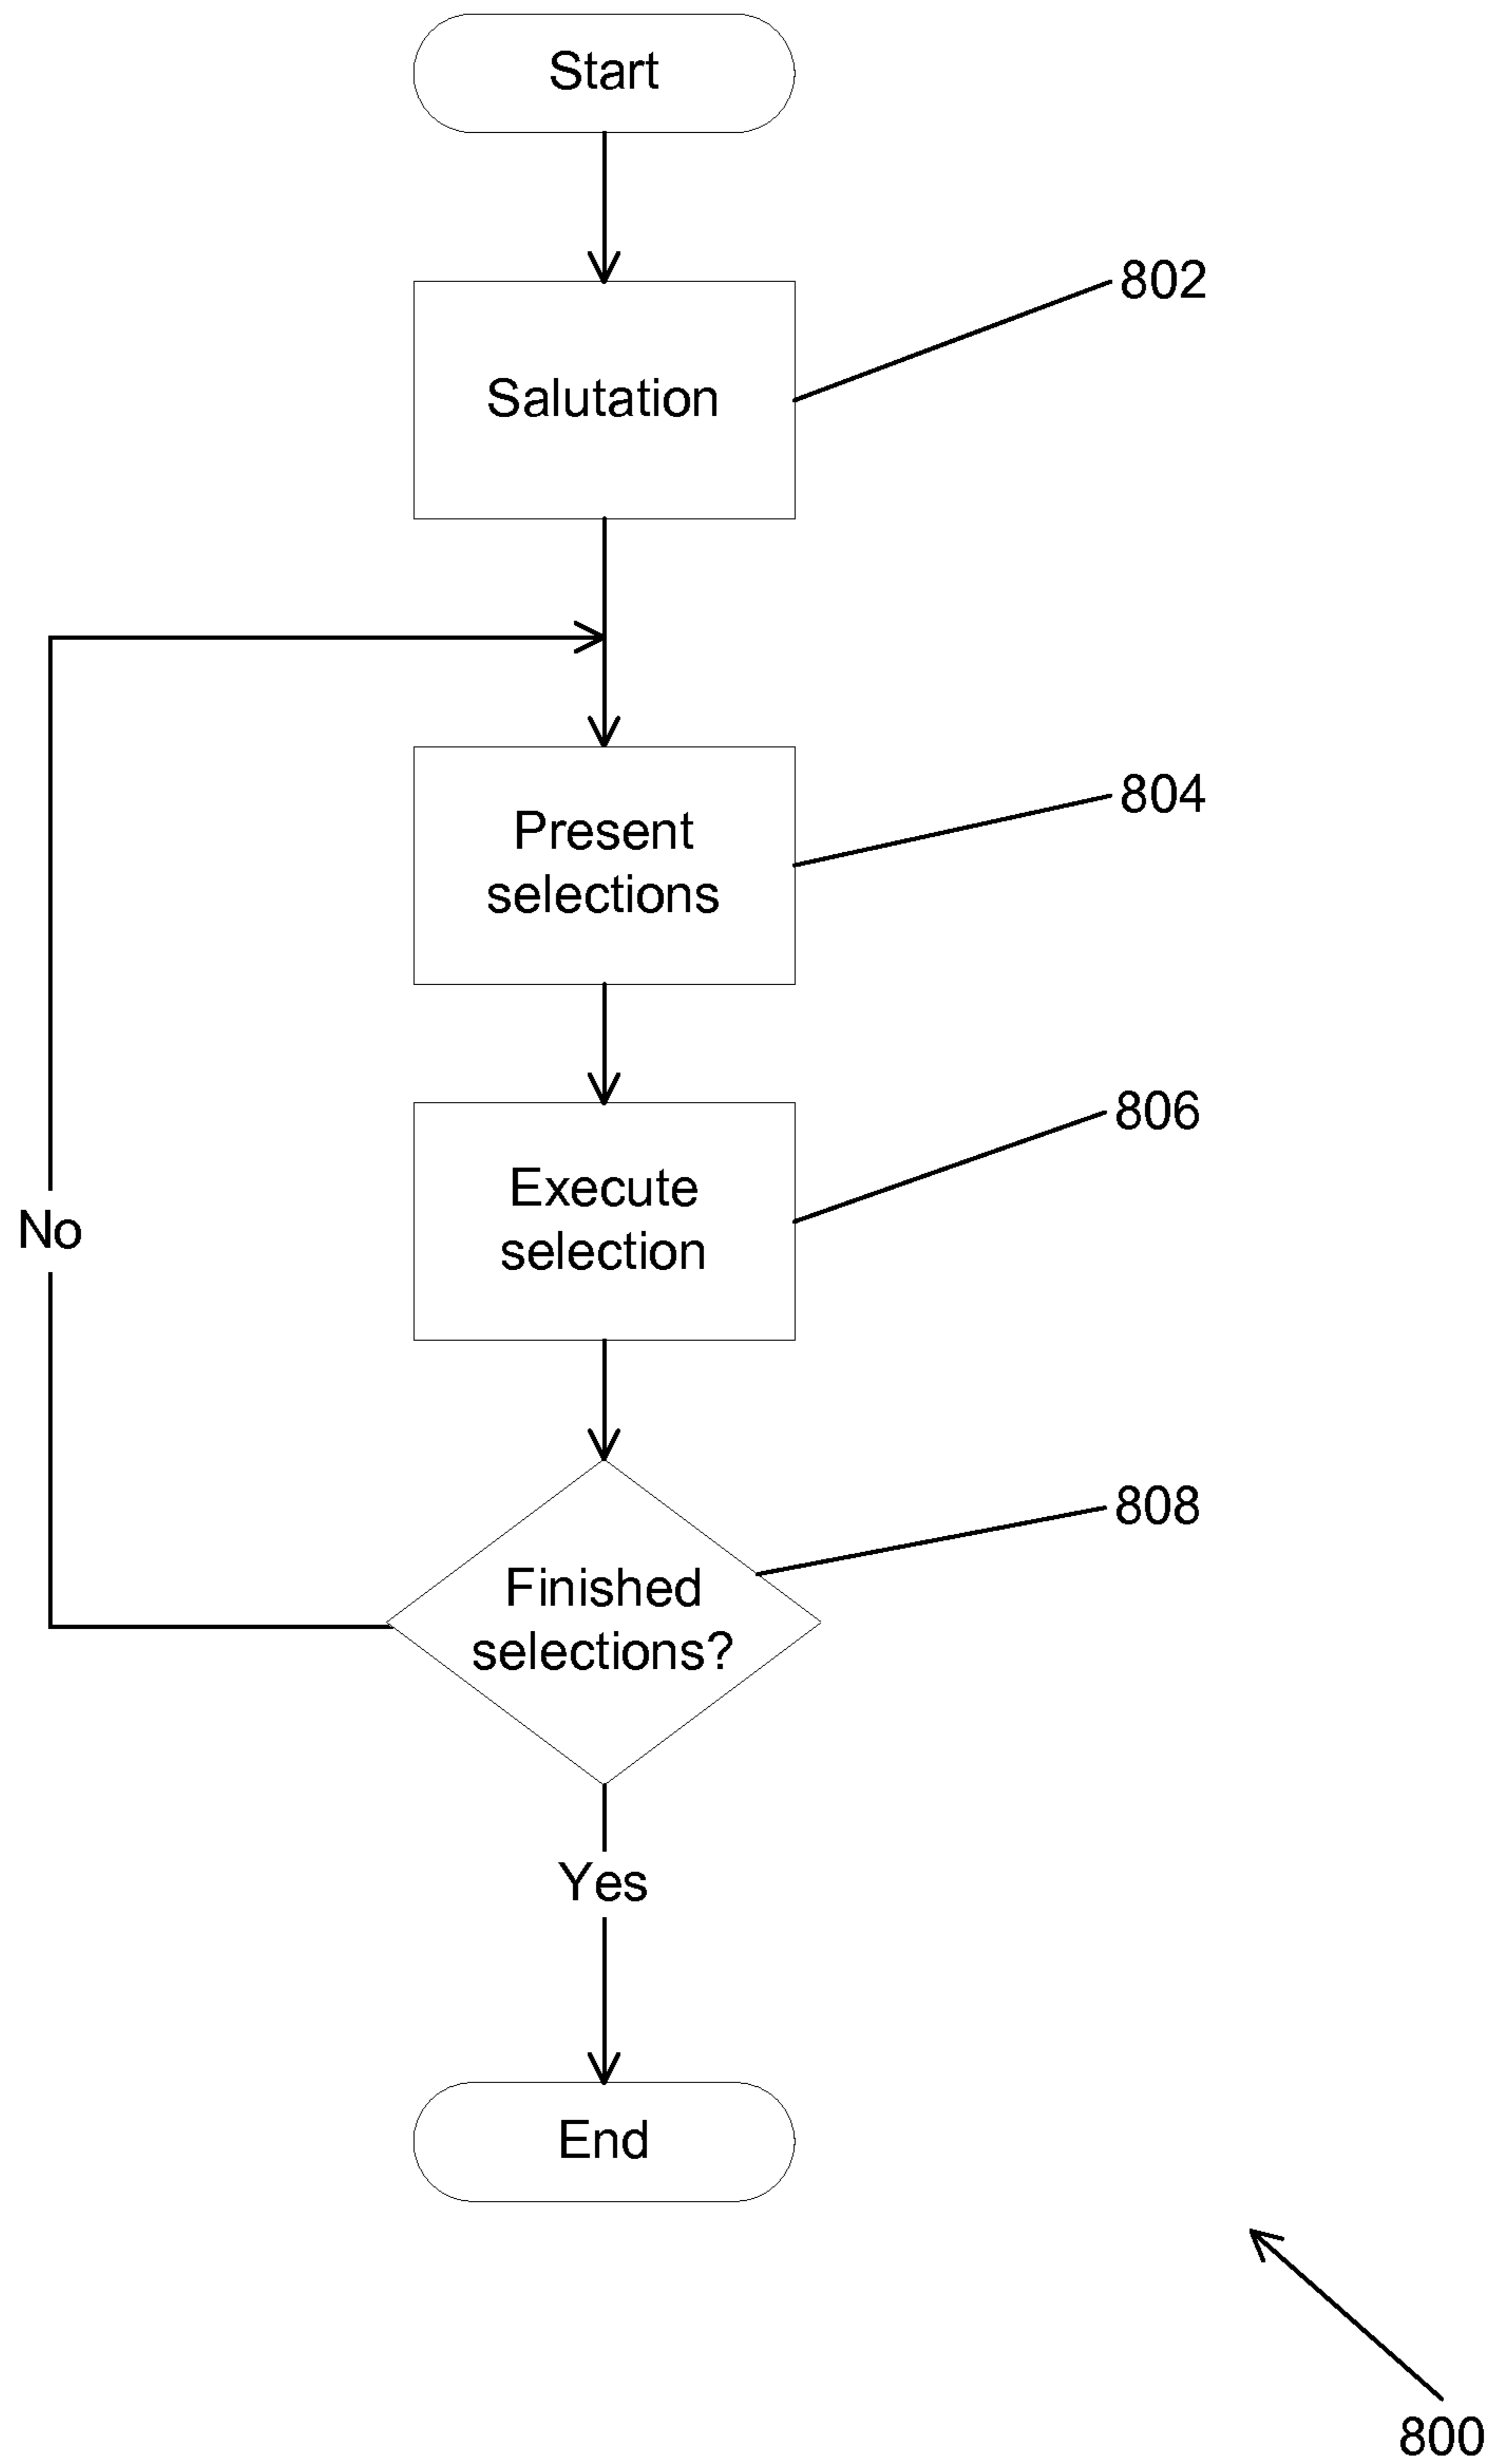 Start
802
Salutation
804
Present
selections
806
Execute
selection
No
808
Finished
selections?
Yes
End
800